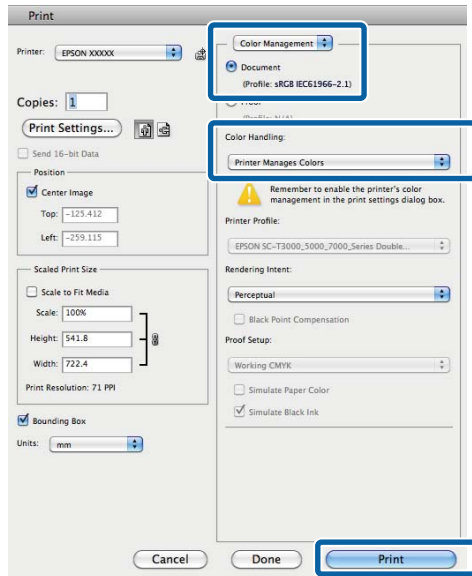 Print
Printer: EPSON XXXXX
Copies: 1
Print Settings...
Send 16-bit Data
Position
Center Image
Top: -125.412
Left: -259.115
Scaled Print Size
Scale to Fit Media
Scale: 100%
Height: 541.8
Width: 722.4
Print Resolution: 71 PPI
Bounding Box
Units: mm
Color Management
Document
(Profile: sRGB IEC61966-2.1)
Color Handling:
Printer Manages Colors
Remember to enable the printer's color
management in the print settings dialog box.
Printer Profile:
EPSON SC-T3000_5000_7000_Series Double...
Rendering Intent:
Perceptual
Black Point Compensation
Proof Setup:
Working CMYK
Simulate Paper Color
Simulate Black Ink
Cancel
Done
Print